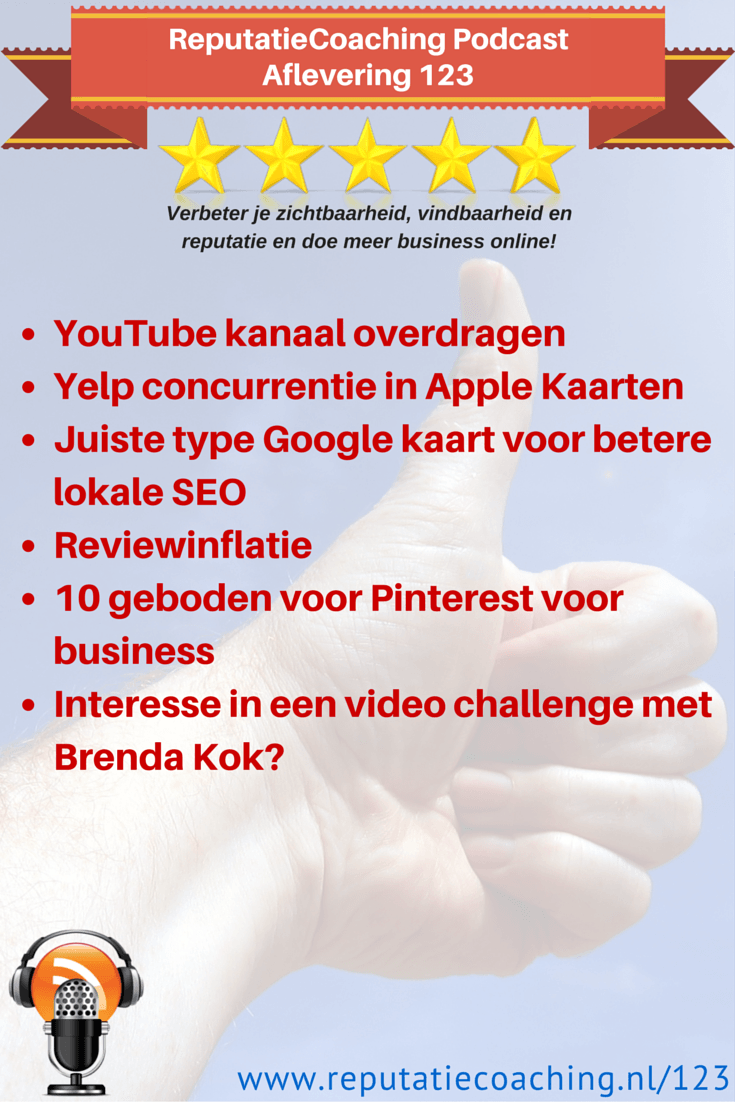 ReputatieCoaching Podcast
Aflevering 123
Verbeter je zichtbaarheid, vindbaarheid en
reputatie en doe meer business online!
• YouTube kanaal overdragen
• Yelp concurrentie in Apple Kaarten
• Juiste type Google kaart voor betere
lokale SEO
• Reviewinflatie
• 10 geboden voor Pinterest voor
business
• Interesse in een video challenge met
Brenda Kok?
www.reputatiecoaching.nl/123